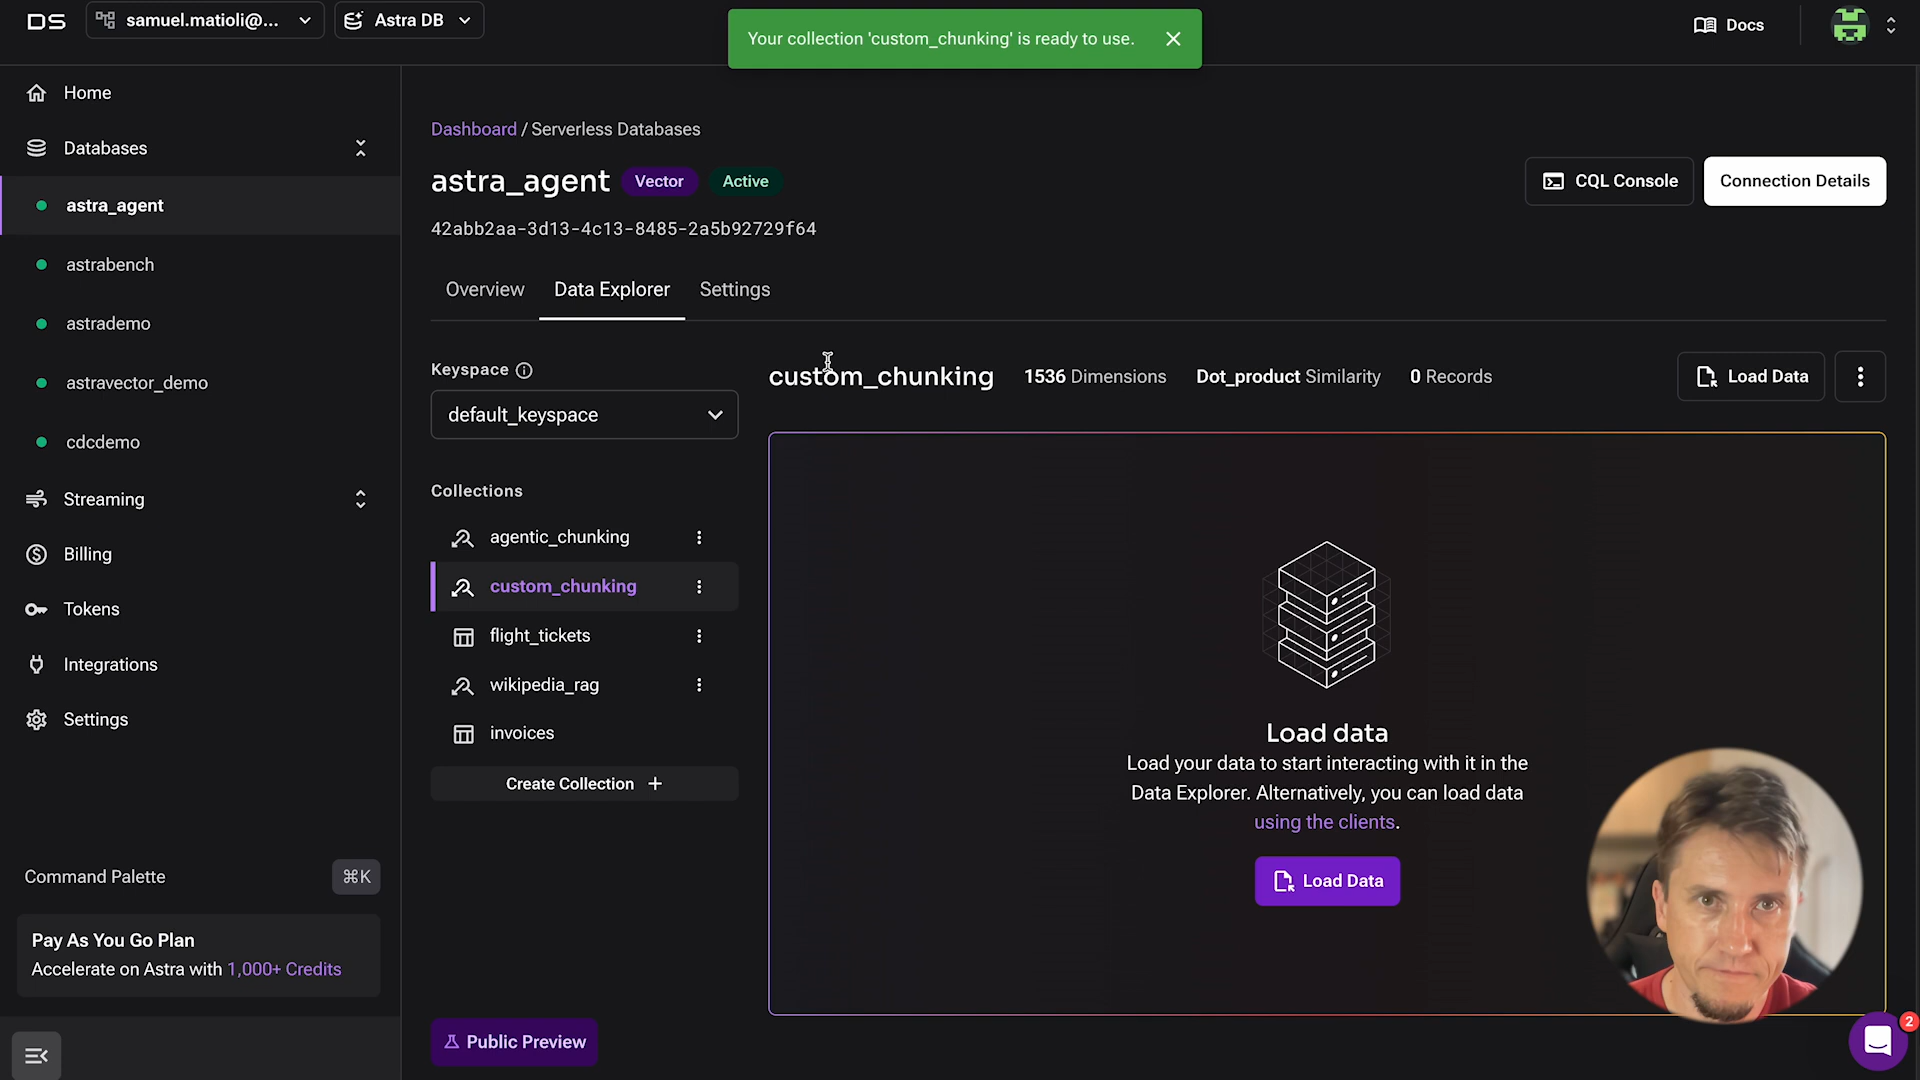 DS
samuel.matioli@...
Astra DB
Your collection 'custom_chunking' is ready to use.
Docs
Home
Databases
astra_agent
astrabench
astrademo
astravector_demo
cdcdemo
Streaming
Billing
Tokens
Integrations
Settings
Command Palette
⌘K
Pay As You Go Plan
Accelerate on Astra with 1,000+ Credits
Dashboard / Serverless Databases
astra_agent
Vector
Active
CQL Console
Connection Details
42abb2aa-3d13-4c13-8485-2a5b92729f64
Overview
Data Explorer
Settings
Keyspace
default_keyspace
Collections
agentic_chunking
custom_chunking
flight_tickets
wikipedia_rag
invoices
Create Collection +
Public Preview
custom_chunking
1536 Dimensions
Dot_product Similarity
0 Records
Load Data
Load data
Load your data to start interacting with it in the
Data Explorer. Alternatively, you can load data
using the clients.
Load Data
2